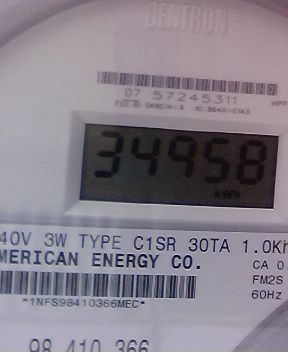 CENTRON
07 57245311
34958
kWh
40V 3W TYPE C1SR 30TA 1.0Kh
MERICAN ENERGY CO.
CA 0.
FM2S
60Hz
*1NFS98410366MEC*
98 410 366